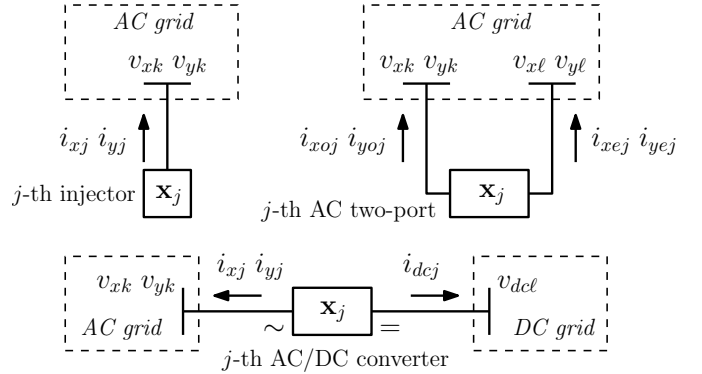 AC grid
v_{xk} v_{yk}
i_{xj} i_{yj}
j-th injector
x_j
AC grid
v_{xk} v_{yk}
v_{xℓ} v_{yℓ}
i_{xoj} i_{yoj}
i_{xej} i_{yej}
x_j
j-th AC two-port
v_{xk} v_{yk}
AC grid
i_{xj} i_{yj}
x_j
∼ =
i_{dcj}
v_{dcℓ}
DC grid
j-th AC/DC converter